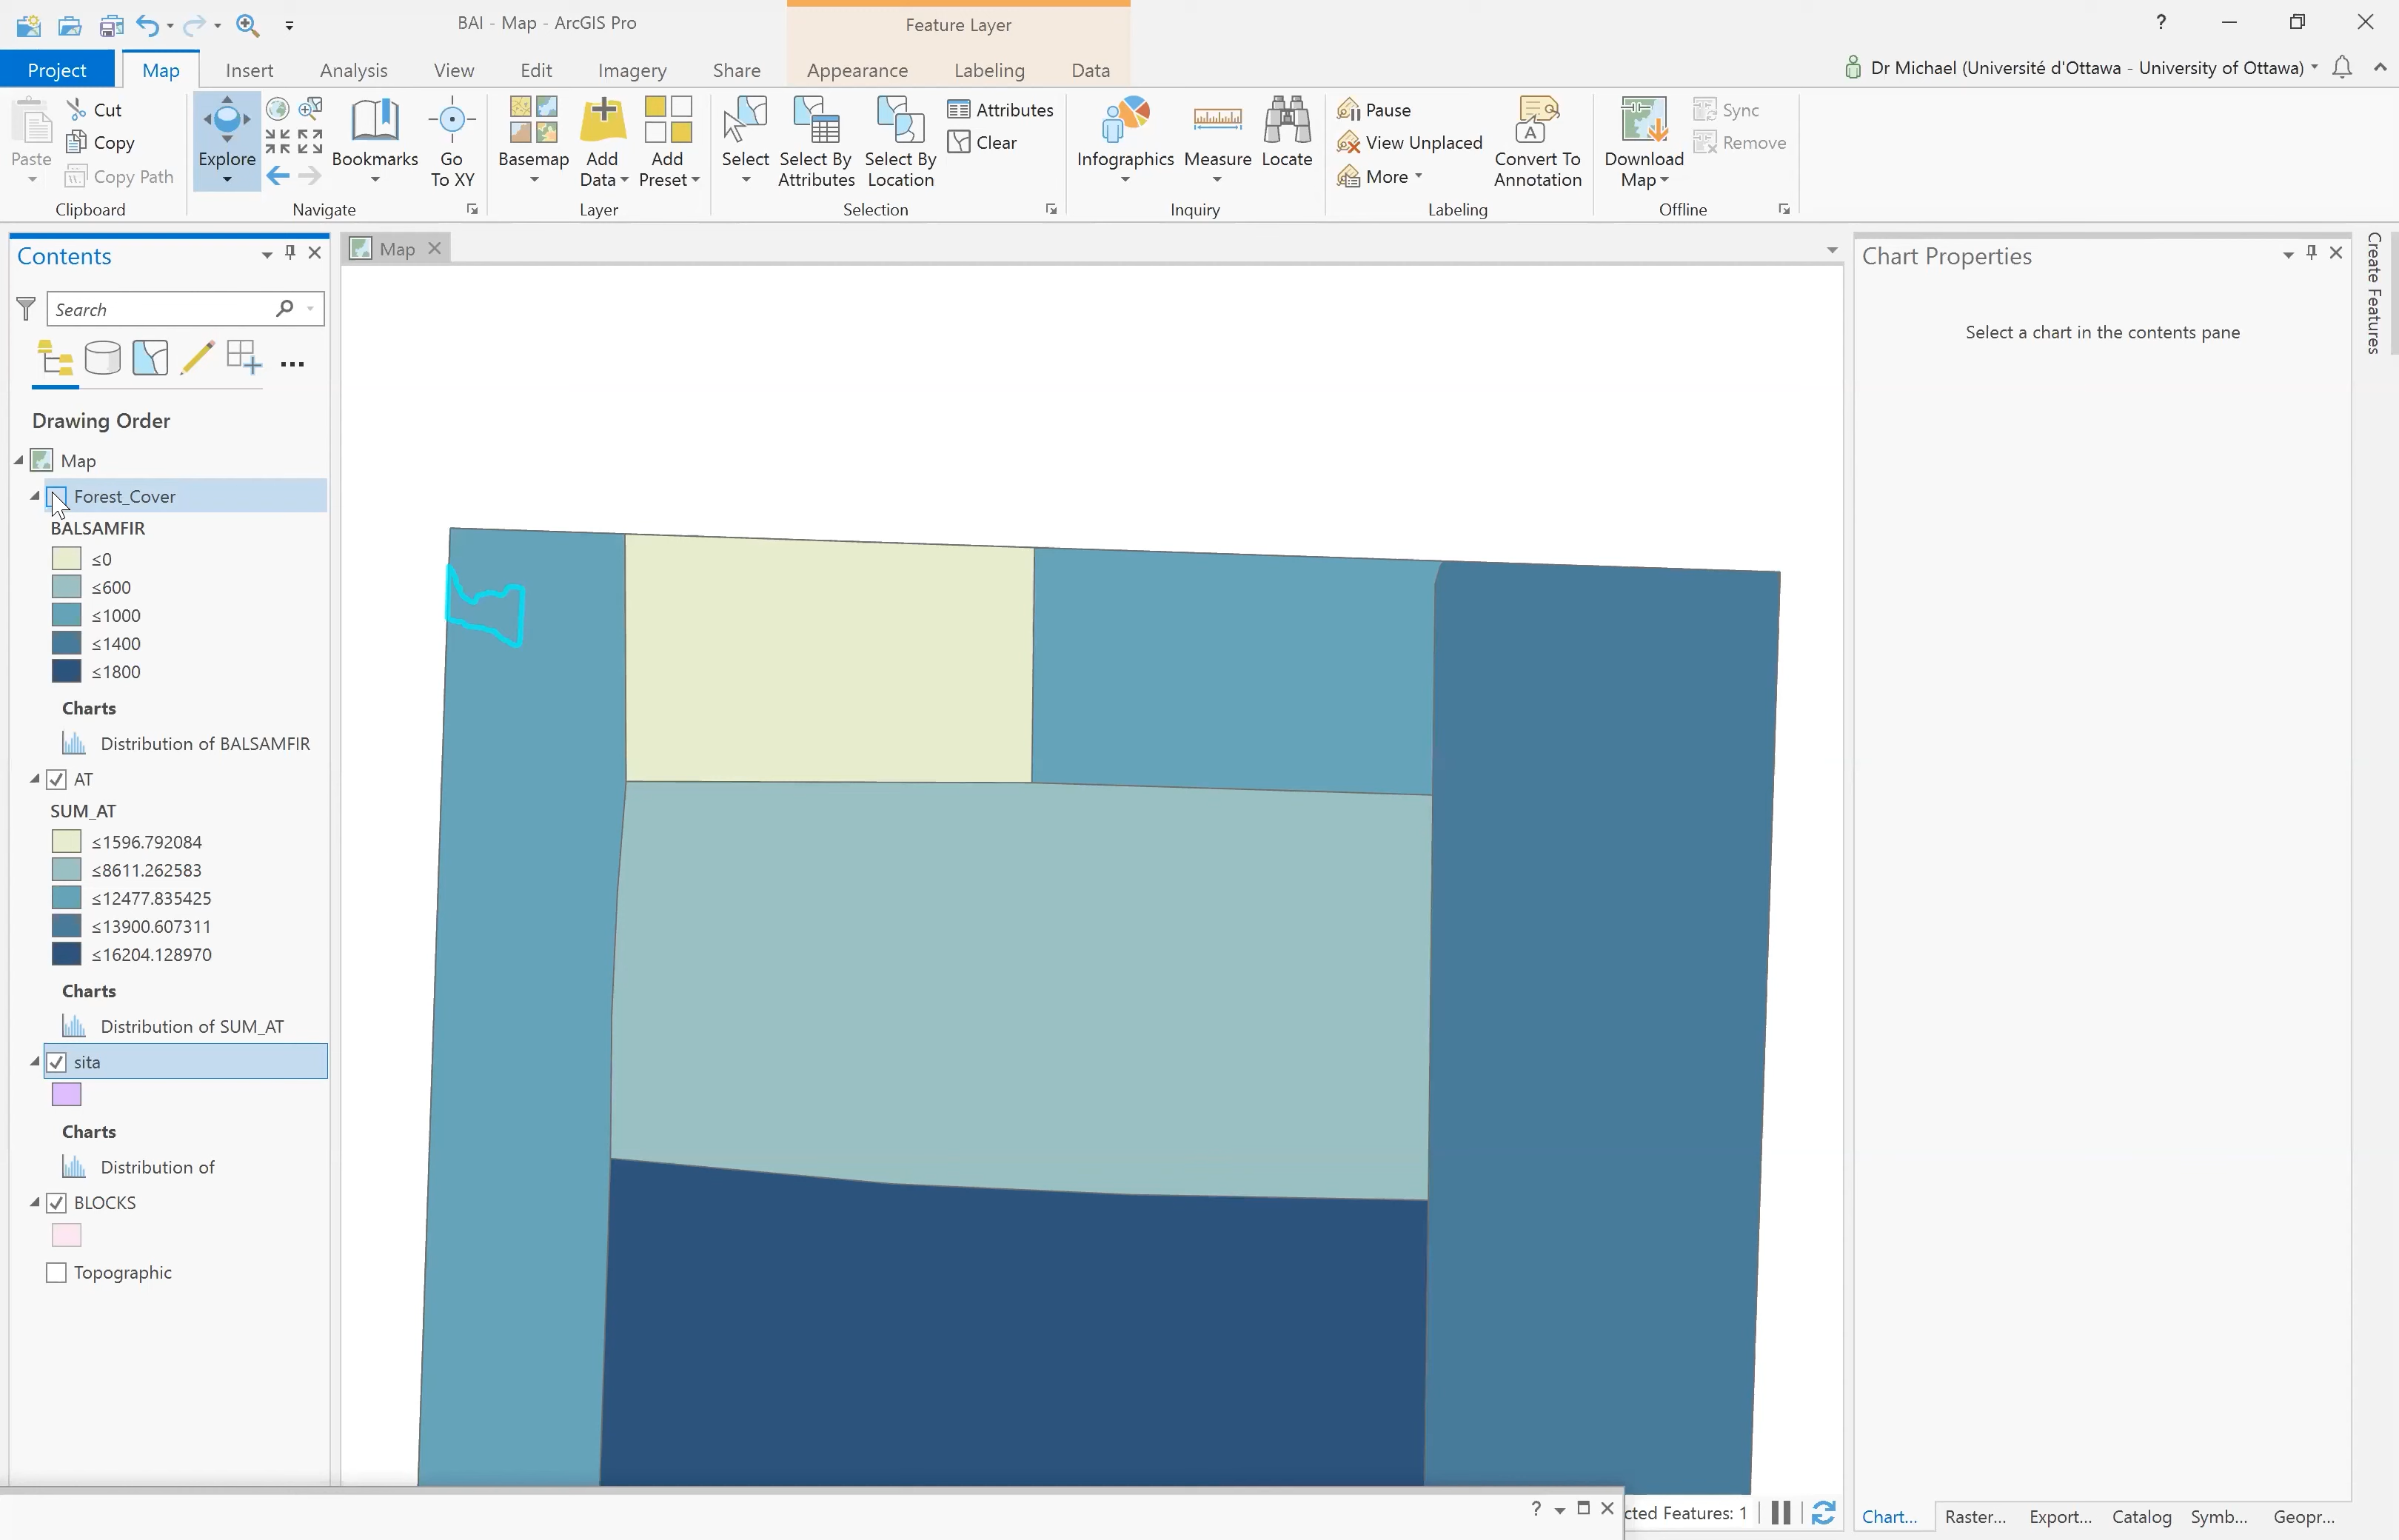 BAI - Map - ArcGIS Pro
Feature Layer
?
Project
Map
Insert
Analysis
View
Edit
Imagery
Share
Appearance
Labeling
Data
Dr Michael (Université d'Ottawa - University of Ottawa)
Paste
Cut
Copy
Copy Path
Clipboard
Explore
Bookmarks
Go
To XY
Navigate
Basemap
Add
Data
Add
Preset
Layer
Select
Select By
Attributes
Select By
Location
Attributes
Clear
Selection
Infographics
Measure
Locate
Inquiry
Pause
View Unplaced
More
A
Convert To
Annotation
Labeling
Download
Map
Sync
Remove
Offline
Contents
Search
Drawing Order
Map
Forest_Cover
BALSAMFIR
≤0
≤600
≤1000
≤1400
≤1800
Charts
Distribution of BALSAMFIR
AT
SUM_AT
≤1596.792084
≤8611.262583
≤12477.835425
≤13900.607311
≤16204.128970
Charts
Distribution of SUM_AT
sita
Charts
Distribution of
BLOCKS
Topographic
Map
Chart Properties
Select a chart in the contents pane
Create Features
?
cted Features: 1
Chart...
Raster...
Export...
Catalog
Symb...
Geopr...